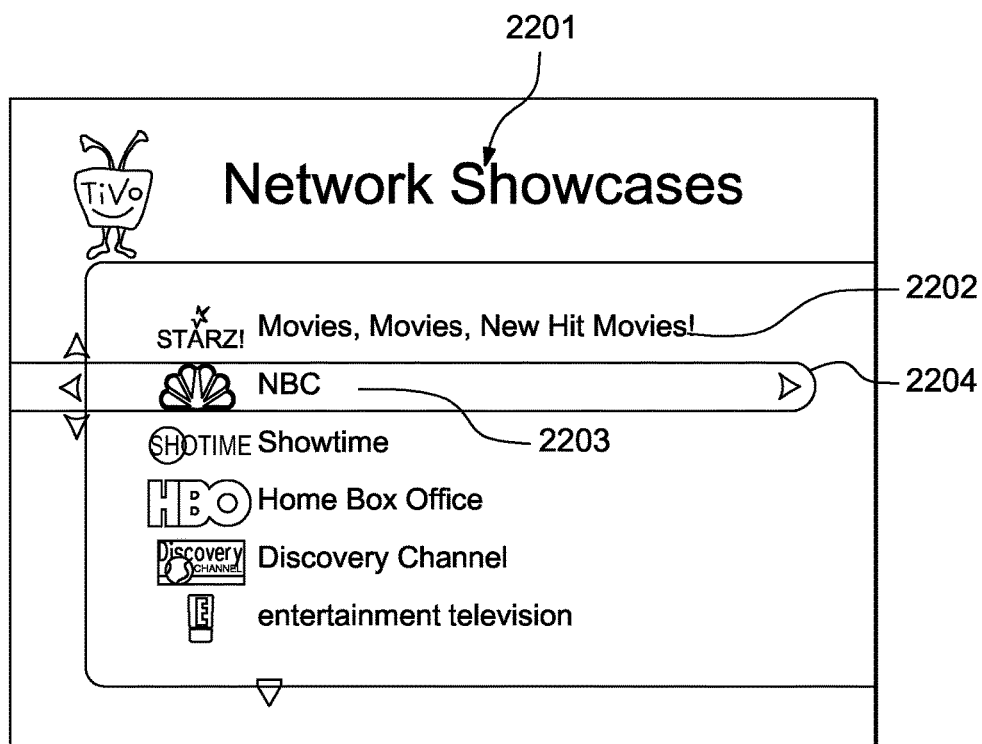 2201
TiVo
Network Showcases
STARZ! Movies, Movies, New Hit Movies! 2202
NBC 2204
2203
SHOTIME Showtime
HBO Home Box Office
Discovery CHANNEL Discovery Channel
E entertainment television